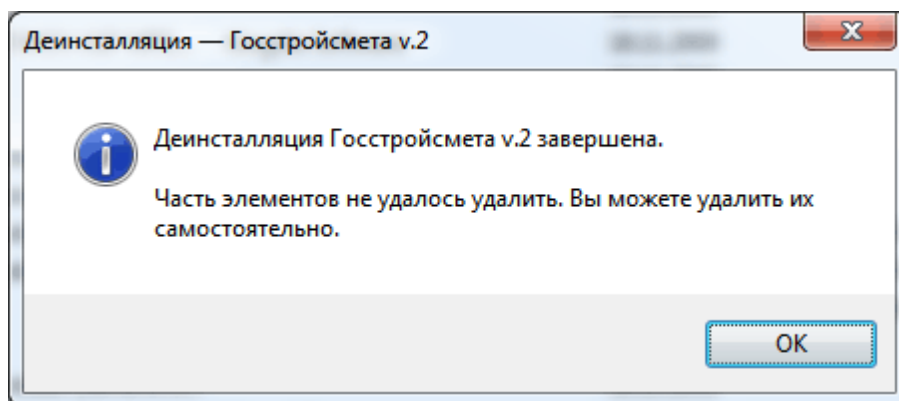 Деинсталляция — Госстройсмета v.2
Деинсталляция Госстройсмета v.2 завершена.
Часть элементов не удалось удалить. Вы можете удалить их
самостоятельно.
OK